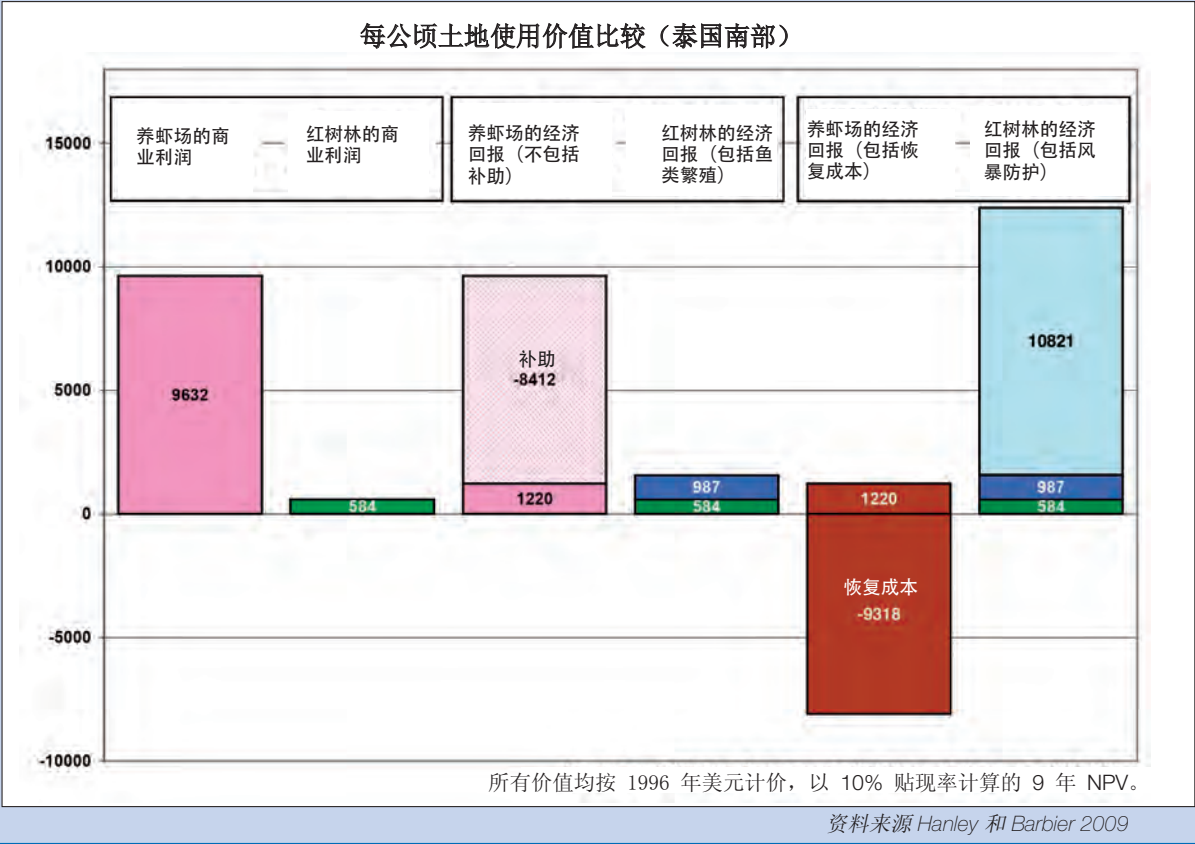 每公顷土地使用价值比较（泰国南部）
养虾场的商
业利润
红树林的商
业利润
养虾场的经济
回报（不包括
补助）
红树林的经济
回报（包括鱼
类繁殖）
养虾场的经济
回报（包括恢
复成本）
红树林的经济
回报（包括风
暴防护）
15000
10000
5000
0
-5000
-10000
9632
584
补助
-8412
1220
987
584
1220
恢复成本
-9318
10821
987
584
所有价值均按 1996 年美元计价，以 10% 贴现率计算的 9 年 NPV。
资料来源 Hanley 和 Barbier 2009